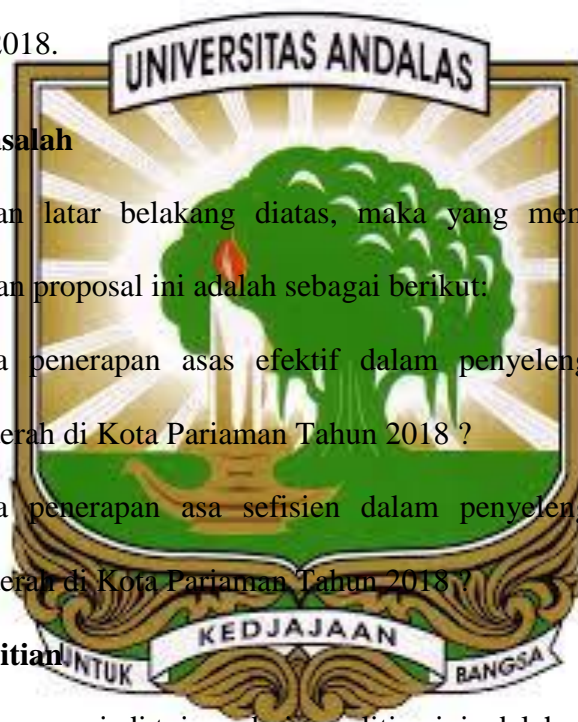 2018.
UNIVERSITAS ANDALAS
asalah
an latar belakang diatas, maka yang men
an proposal ini adalah sebagai berikut:
a penerapan asas efektif dalam penyeleng
erah di Kota Pariaman Tahun 2018 ?
a penerapan asa sefisien dalam penyeleng
erah di Kota Pariaman Tahun 2018 ?
UNTUK KEDJAJAAN BANGSA
itian